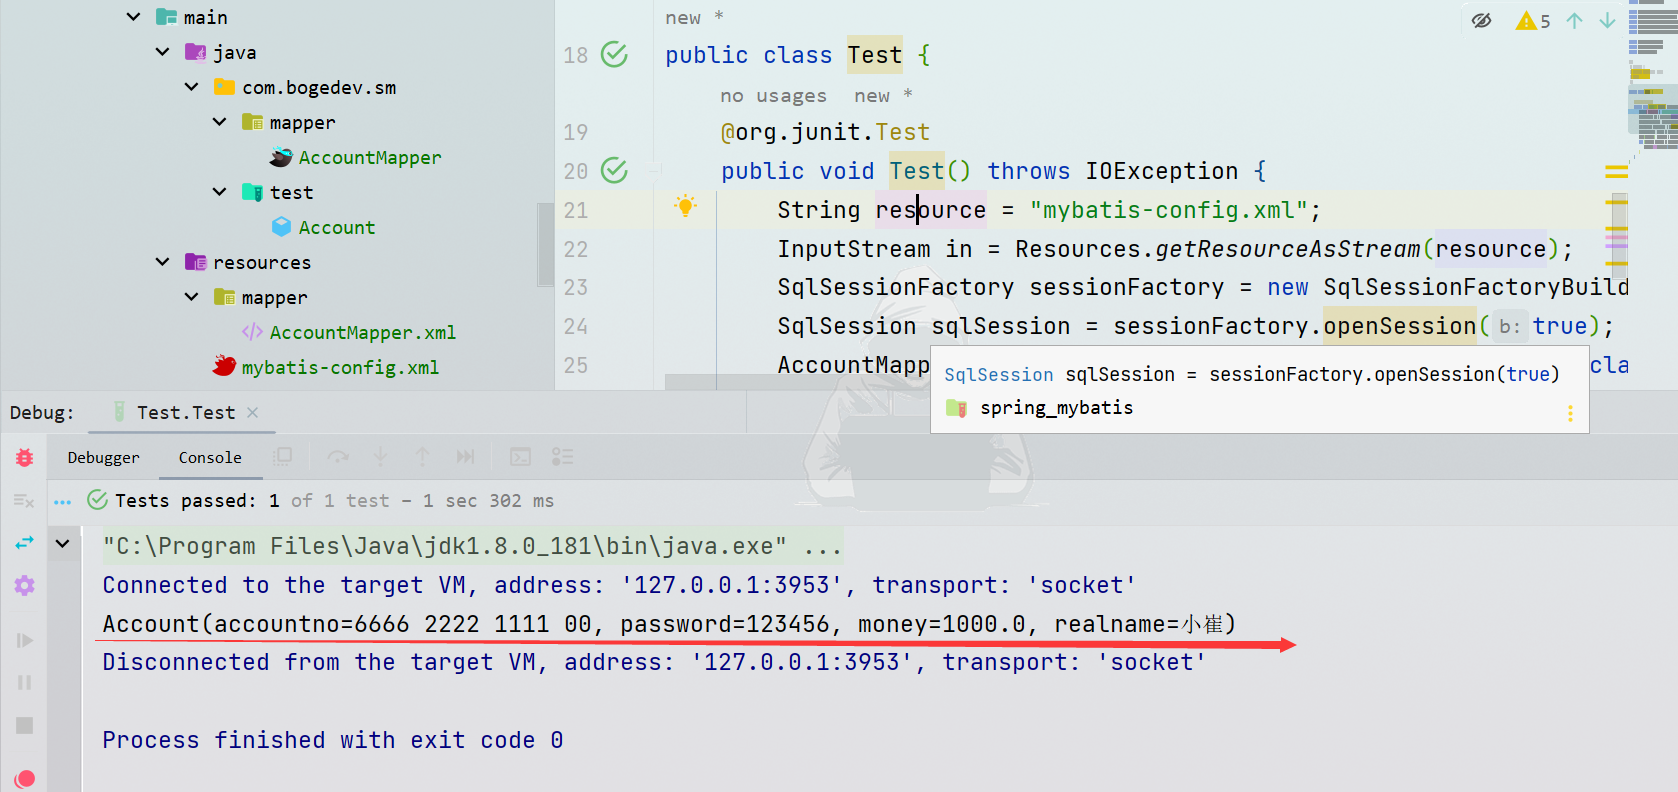 main
java
com.bogedev.sm
mapper
AccountMapper
test
Account
resources
mapper
AccountMapper.xml
mybatis-config.xml
new *
5
18 public class Test {
no usages new *
19 @org.junit.Test
20 public void Test() throws IOException {
21 String resource = "mybatis-config.xml";
22 InputStream in = Resources.getResourceAsStream(resource);
23 SqlSessionFactory sessionFactory = new SqlSessionFactoryBuild
24 SqlSession sqlSession = sessionFactory.openSession( b: true);
25 AccountMapp cla
SqlSession sqlSession = sessionFactory.openSession(true)
spring_mybatis
Debug: Test.Test
Debugger Console
Tests passed: 1 of 1 test – 1 sec 302 ms
"C:\Program Files\Java\jdk1.8.0_181\bin\java.exe" ...
Connected to the target VM, address: '127.0.0.1:3953', transport: 'socket'
Account(accountno=6666 2222 1111 00, password=123456, money=1000.0, realname=小崔)
Disconnected from the target VM, address: '127.0.0.1:3953', transport: 'socket'
Process finished with exit code 0